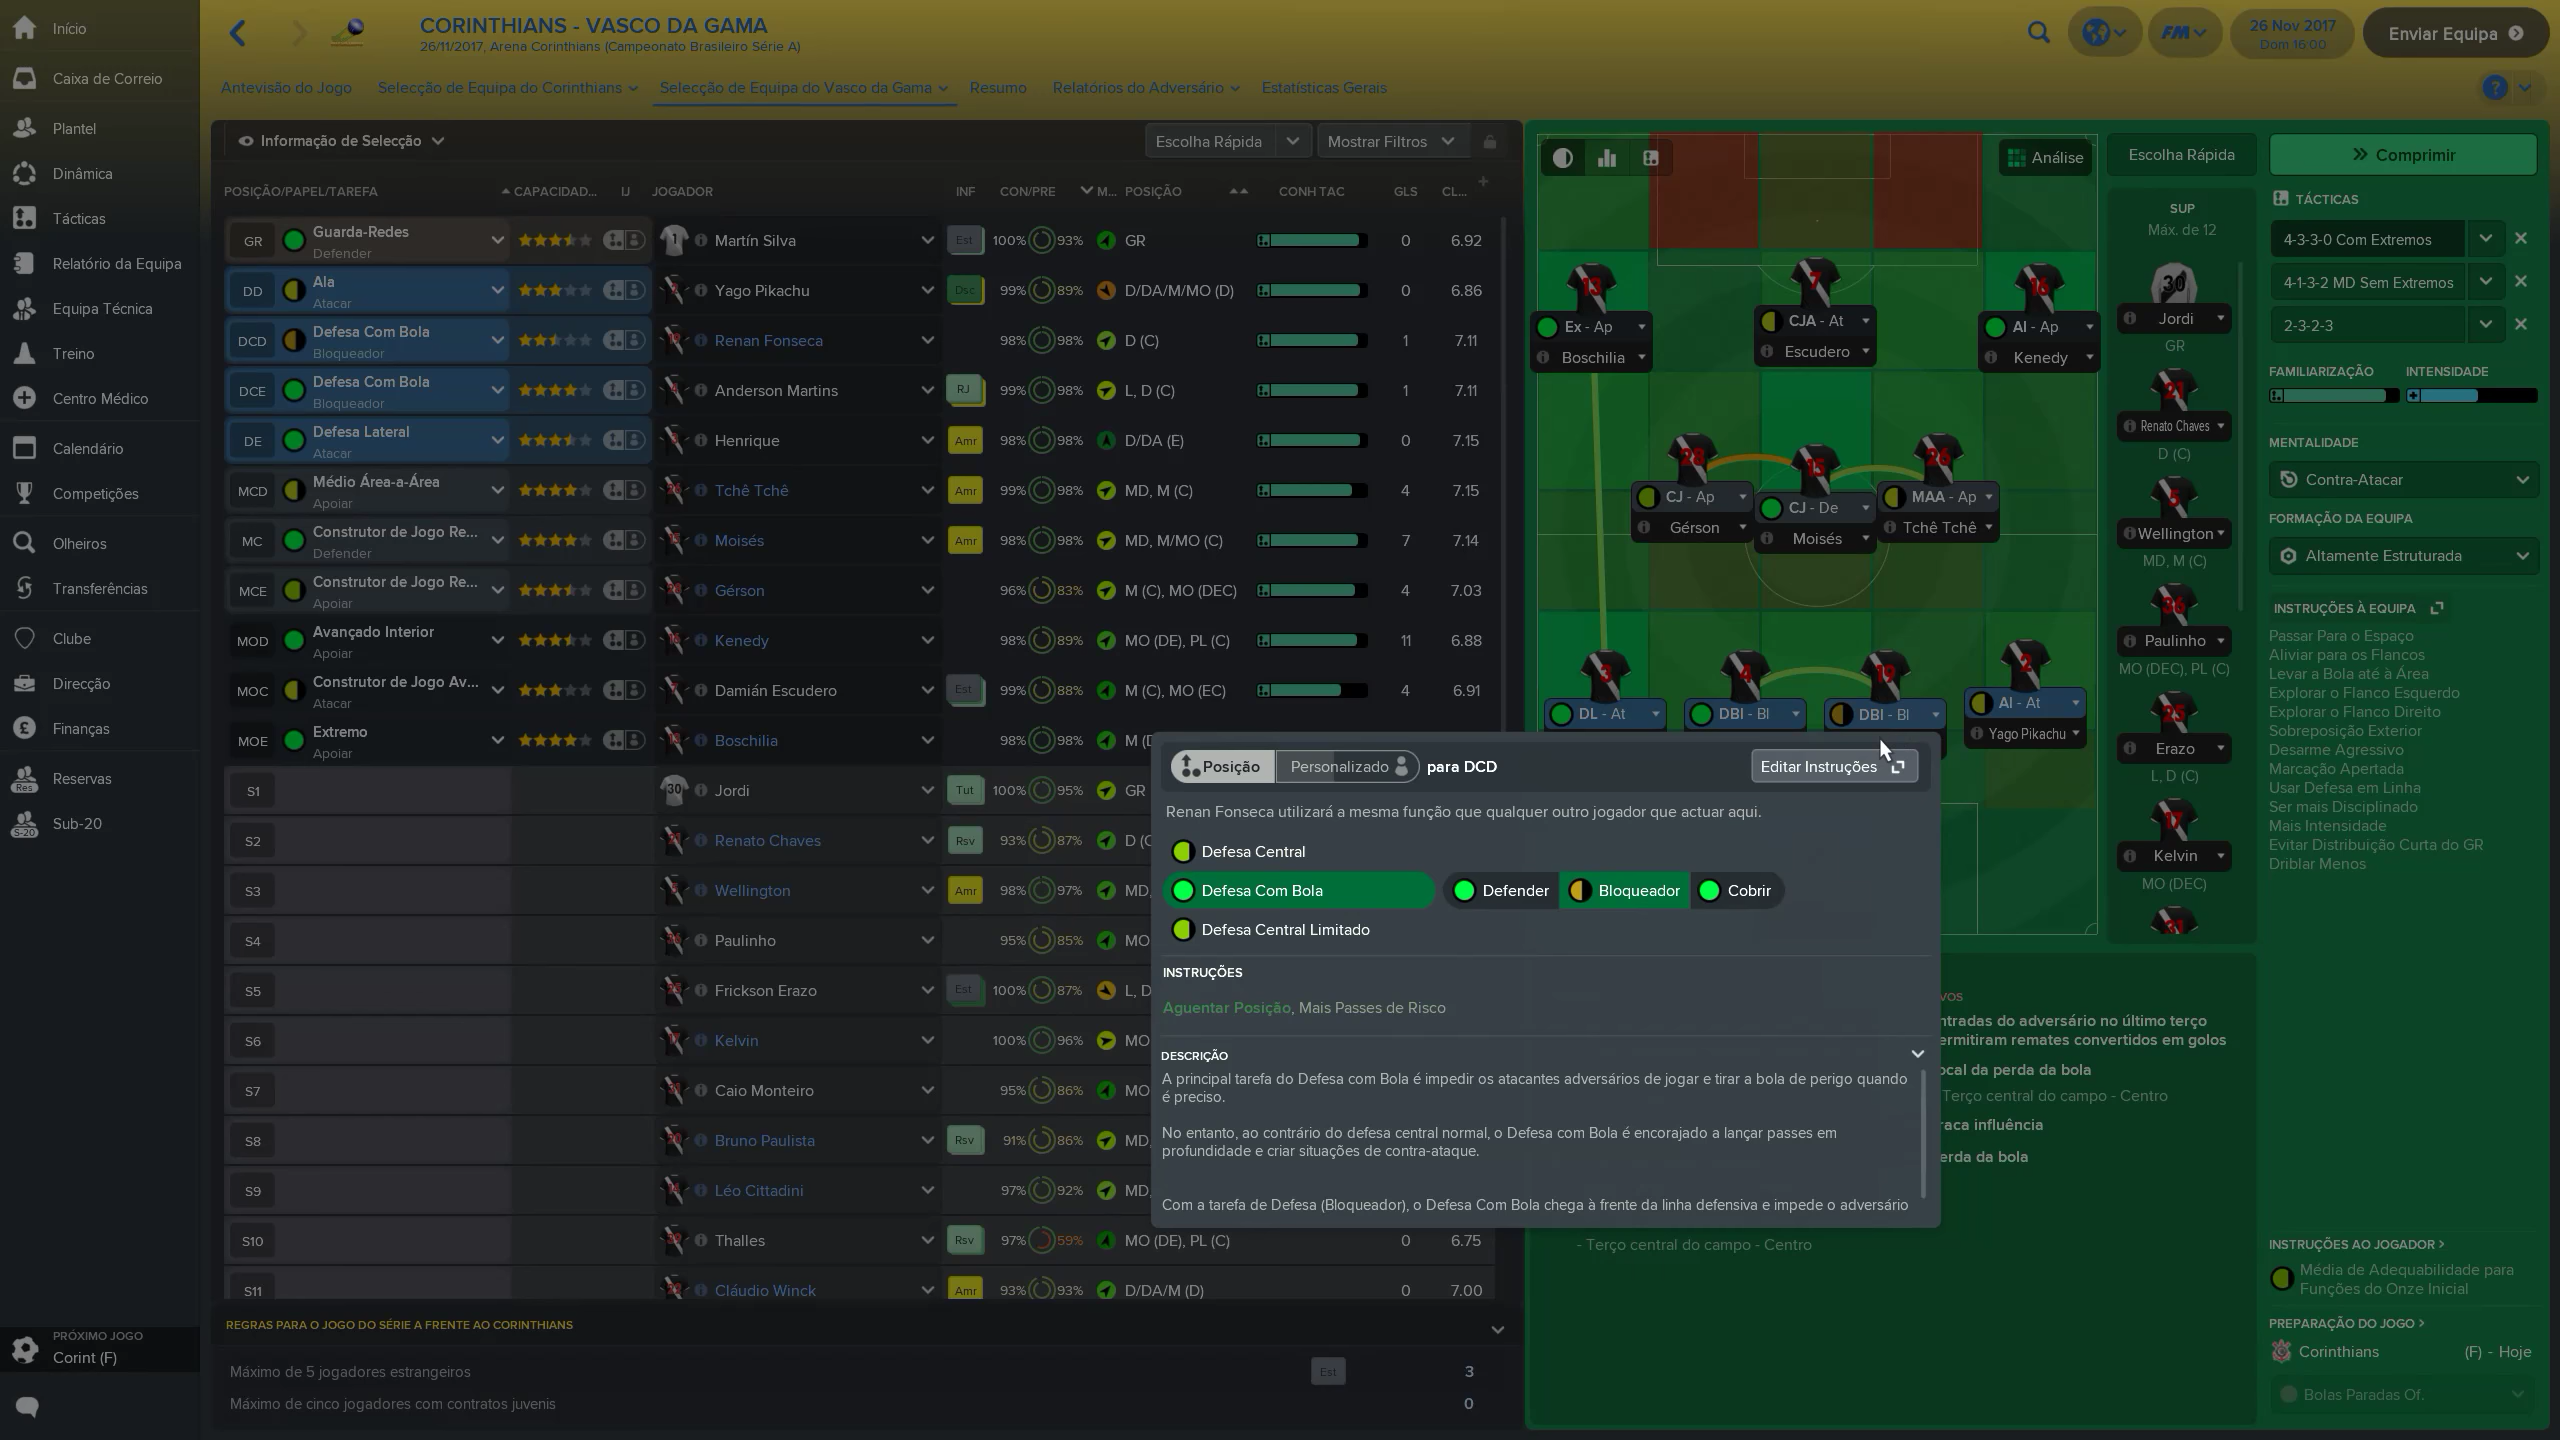 Início
Caixa de Correio
Plantel
Dinâmica
Tácticas
Relatório da Equipa
Equipa Técnica
Treino
Centro Médico
Calendário
Competições
Olheiros
Transferências
Clube
Direcção
Finanças
Reservas
Sub-20
PRÓXIMO JOGO
Corint (F)
CORINTHIANS - VASCO DA GAMA
26/11/2017, Arena Corinthians (Campeonato Brasileiro Série A)
FM
26 Nov 2017
Dom 16:00
Enviar Equipa
Antevisão do Jogo
Selecção de Equipa do Corinthians
Selecção de Equipa do Vasco da Gama
Resumo
Relatórios do Adversário
Estatísticas Gerais
Informação de Selecção
Escolha Rápida
Mostrar Filtros
POSIÇÃO/PAPEL/TAREFA CAPACIDAD... IJ JOGADOR INF CON/PRE M... POSIÇÃO CONH TAC GLS CL...
GR Guarda-Redes Defender Martín Silva Est 100% 93% GR 0 6.92
DD Ala Atacar Yago Pikachu Dsc 99% 89% D/DA/M/MO (D) 0 6.86
DCD Defesa Com Bola Bloqueador Renan Fonseca 98% 98% D (C) 1 7.11
DCE Defesa Com Bola Bloqueador Anderson Martins RJ 99% 98% L, D (C) 1 7.11
DE Defesa Lateral Atacar Henrique Amr 98% 98% D/DA (E) 0 7.15
MCD Médio Área-a-Área Apoiar Tchê Tchê Amr 99% 98% MD, M (C) 4 7.15
MC Construtor de Jogo Re... Defender Moisés Amr 98% 98% MD, M/MO (C) 7 7.14
MCE Construtor de Jogo Re... Apoiar Gérson 96% 83% M (C), MO (DEC) 4 7.03
MOD Avançado Interior Apoiar Kenedy 98% 89% MO (DE), PL (C) 11 6.88
MOC Construtor de Jogo Av... Atacar Damián Escudero Est 99% 88% M (C), MO (EC) 4 6.91
MOE Extremo Apoiar Boschilia 98% 98%
S1 Jordi Tut 100% 95% GR
S2 Renato Chaves Rsv 93% 87%
S3 Wellington Amr 98% 97% MD,
S4 Paulinho 95% 85% MO
S5 Frickson Erazo Est 100% 87% L, D
S6 Kelvin 100% 96% MO
S7 Caio Monteiro 95% 86% MO
S8 Bruno Paulista Rsv 91% 86% MD,
S9 Léo Cittadini 97% 92% MD,
S10 Thalles Rsv 97% 59% MO (DE), PL (C) 0 6.75
S11 Cláudio Winck Amr 93% 93% D/DA/M (D) 0 7.00
REGRAS PARA O JOGO DO SÉRIE A FRENTE AO CORINTHIANS
Máximo de 5 jogadores estrangeiros Est 3
Máximo de cinco jogadores com contratos juvenis 0
Análise
13 Ex - Ap Boschilia
7 CJA - At Escudero
16 AI - Ap Kenedy
28 CJ - Ap Gérson
15 CJ - De Moisés
26 MAA - Ap Tchê Tchê
3 DL - At
4 DBI - Bl
19 DBI - Bl
2 Al - At Yago Pikachu
Posição
Personalizado
para DCD
Editar Instruções
Renan Fonseca utilizará a mesma função que qualquer outro jogador que actuar aqui.
Defesa Central
Defesa Com Bola
Defender
Bloqueador
Cobrir
Defesa Central Limitado
INSTRUÇÕES
Aguentar Posição, Mais Passes de Risco
DESCRIÇÃO
A principal tarefa do Defesa com Bola é impedir os atacantes adversários de jogar e tirar a bola de perigo quando
é preciso.
No entanto, ao contrário do defesa central normal, o Defesa com Bola é encorajado a lançar passes em
profundidade e criar situações de contra-ataque.
Com a tarefa de Defesa (Bloqueador), o Defesa Com Bola chega à frente da linha defensiva e impede o adversário
ntradas do adversário no último terço
ermitiram remates convertidos em golos
ocal da perda da bola
Terço central do campo - Centro
raca influência
erda da bola
- Terço central do campo - Centro
Escolha Rápida
SUP
Máx. de 12
30
Jordi
GR
21
Renato Chaves
D (C)
5
Wellington
MD, M (C)
36
Paulinho
MO (DEC), PL (C)
25
Erazo
L, D (C)
17
Kelvin
MO (DEC)
Comprimir
TÁCTICAS
4-3-3-0 Com Extremos
4-1-3-2 MD Sem Extremos
2-3-2-3
FAMILIARIZAÇÃO
INTENSIDADE
MENTALIDADE
Contra-Atacar
FORMAÇÃO DA EQUIPA
Altamente Estruturada
INSTRUÇÕES À EQUIPA
Passar Para o Espaço
Aliviar para os Flancos
Levar a Bola até à Área
Explorar o Flanco Esquerdo
Explorar o Flanco Direito
Sobreposição Exterior
Desarme Agressivo
Marcação Apertada
Usar Defesa em Linha
Ser mais Disciplinado
Mais Intensidade
Evitar Distribuição Curta do GR
Driblar Menos
INSTRUÇÕES AO JOGADOR >
Média de Adequabilidade para
Funções do Onze Inicial
PREPARAÇÃO DO JOGO >
Corinthians (F) - Hoje
Bolas Paradas Of.